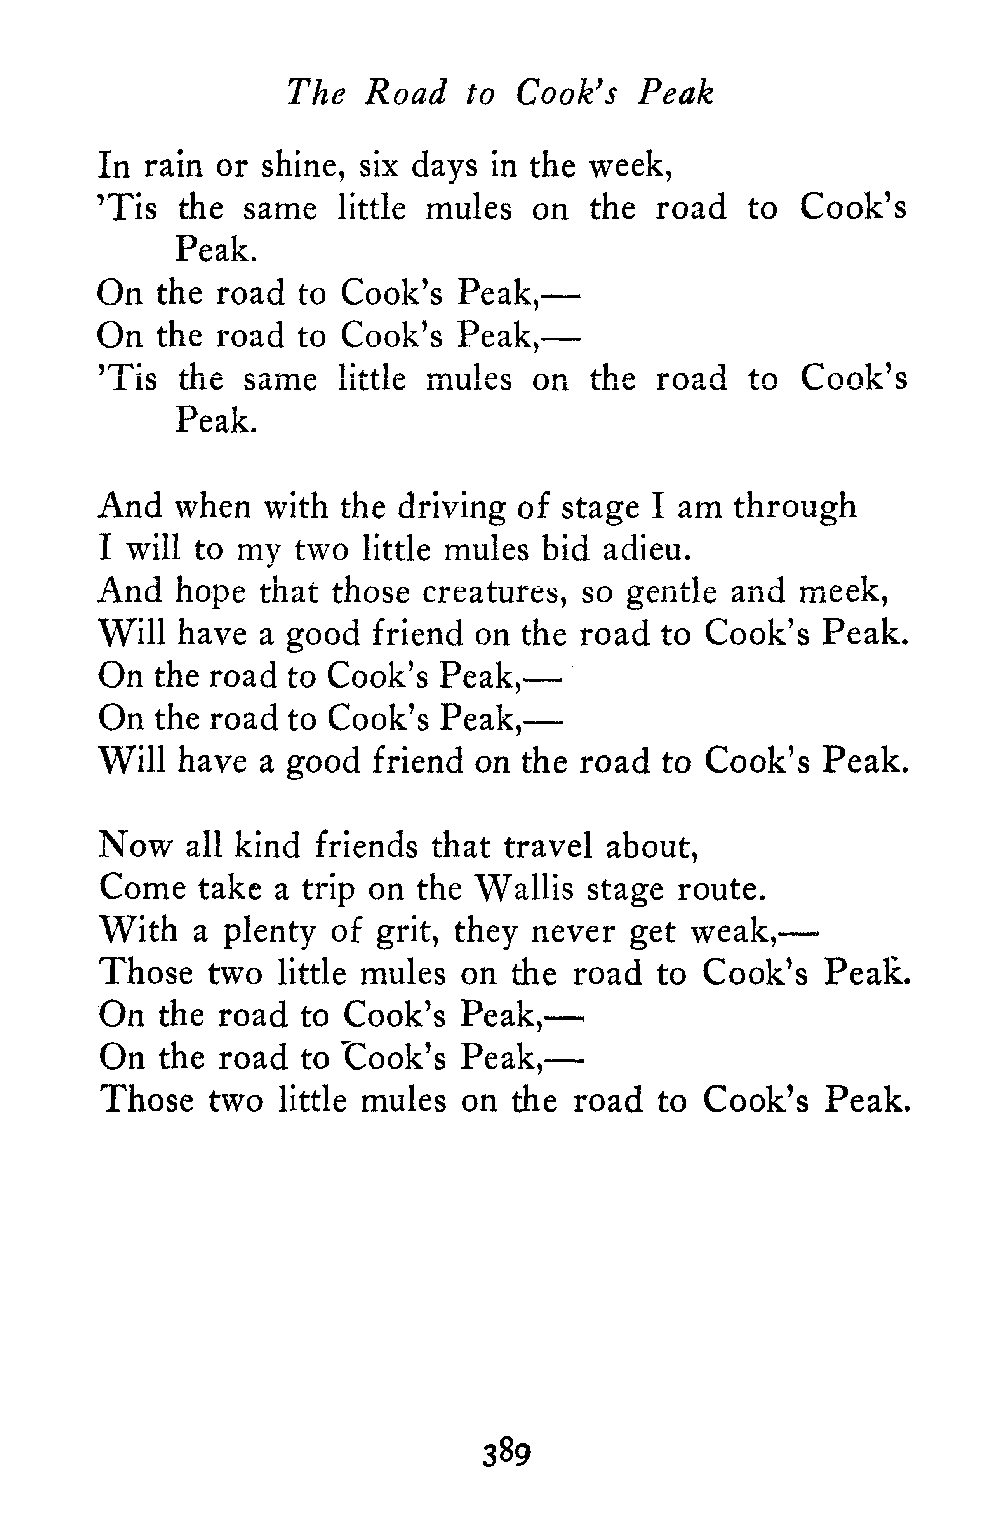 The Road to Cook's Peak
In rain or shine, six days in the week,
'Tis the same little mules on the road to Cook's
Peak.
On the road to Cook's Peak,—
On the road to Cook's Peak,—
'Tis the same little mules on the road to Cook's
Peak.
And when with the driving of stage I am through
I will to my two little mules bid adieu.
And hope that those creatures, so gentle and meek,
Will have a good friend on the road to Cook's Peak.
On the road to Cook's Peak,—
On the road to Cook's Peak,—
Will have a good friend on the road to Cook's Peak.
Now all kind friends that travel about,
Come take a trip on the Wallis stage route.
With a plenty of grit, they never get weak,—
Those two little mules on the road to Cook's Peak.
On the road to Cook's Peak,—
On the road to Cook's Peak,—
Those two little mules on the road to Cook's Peak.
389